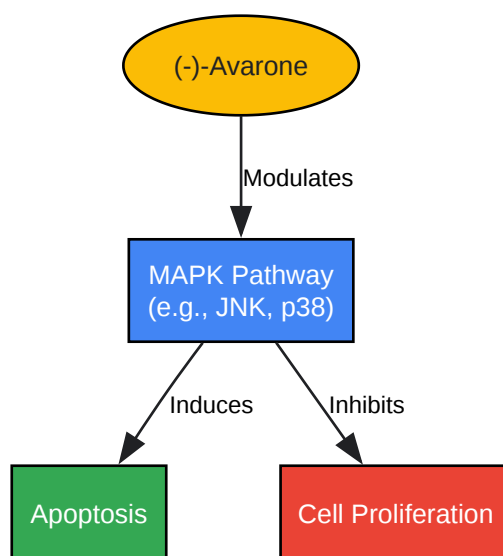 (-)-Avarone
Modulates
MAPK Pathway
(e.g., JNK, p38)
Induces
Inhibits
Apoptosis
Cell Proliferation